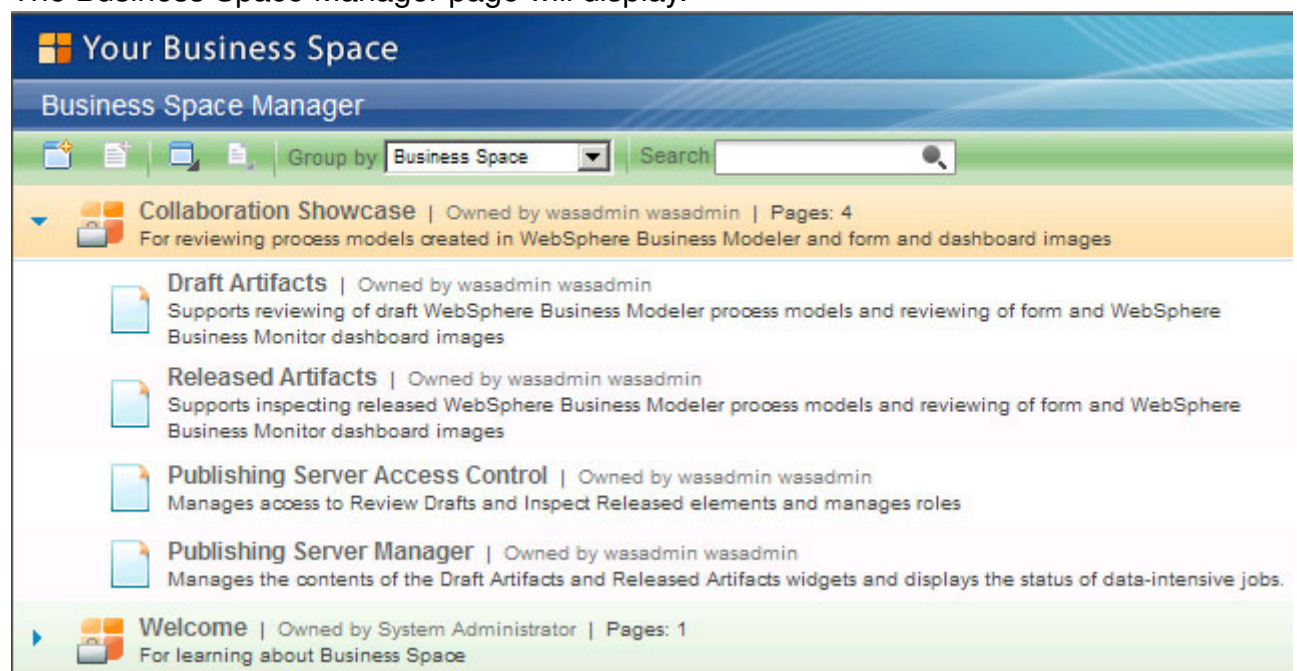 The Business Space Manager page will display.
Your Business Space
Business Space Manager
Group by Business Space Search
Collaboration Showcase | Owned by wasadmin wasadmin | Pages: 4
For reviewing process models created in WebSphere Business Modeler and form and dashboard images
Draft Artifacts | Owned by wasadmin wasadmin
Supports reviewing of draft WebSphere Business Modeler process models and reviewing of form and WebSphere
Business Monitor dashboard images
Released Artifacts | Owned by wasadmin wasadmin
Supports inspecting released WebSphere Business Modeler process models and reviewing of form and WebSphere
Business Monitor dashboard images
Publishing Server Access Control | Owned by wasadmin wasadmin
Manages access to Review Drafts and Inspect Released elements and manages roles
Publishing Server Manager | Owned by wasadmin wasadmin
Manages the contents of the Draft Artifacts and Released Artifacts widgets and displays the status of data-intensive jobs.
Welcome | Owned by System Administrator | Pages: 1
For learning about Business Space